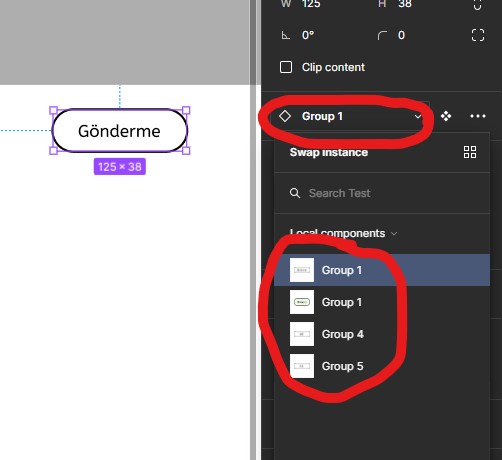 W 125 H 38
0° 0
Clip content
Group 1
Gönderme
125 × 38
Swap instance
Search Test
Local components
Group 1
Group 1
Group 4
Group 5